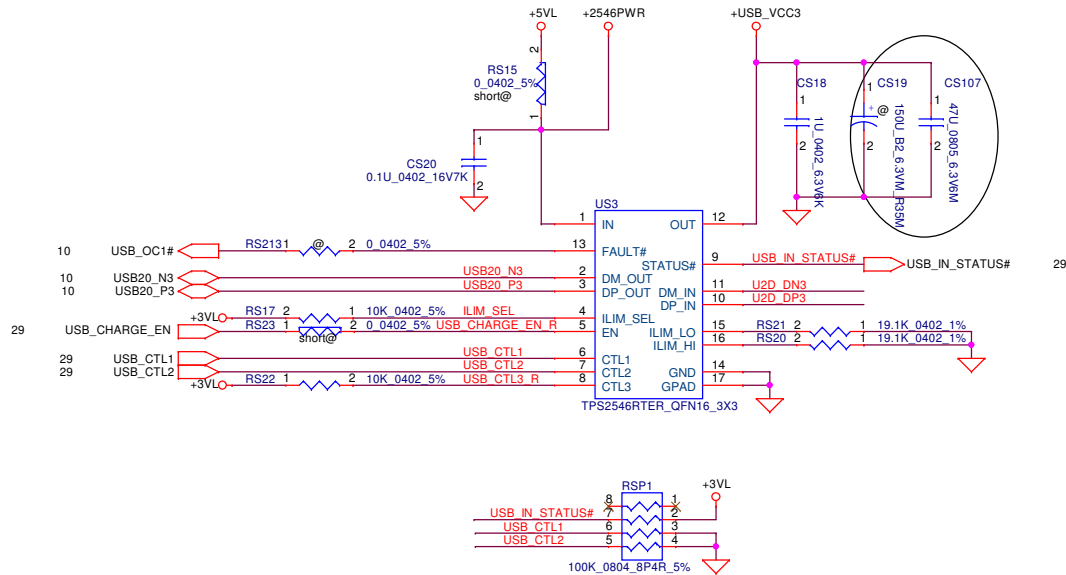 +5VL +2546PWR +USB_VCC3
2
RS15
0_0402_5%
short@
1
CS18 CS19 CS107
1 1 1
1U_0402_6.3V6K
+ @
150U_B2_6.3VM_R35M
47U_0805_6.3V6M
2 2 2
1
CS20
0.1U_0402_16V7K
2
US3
1 IN OUT 12
10 USB_OC1# RS213 1 @ 2 0_0402_5% 13 FAULT#
STATUS# 9 USB_IN_STATUS# USB_IN_STATUS# 29
10 USB20_N3 USB20_N3 2 DM_OUT
10 USB20_P3 USB20_P3 3 DP_OUT
DM_IN 11 U2D_DN3
DP_IN 10 U2D_DP3
+3VL RS17 2 1 10K_0402_5% ILIM_SEL 4 ILIM_SEL
29 USB_CHARGE_EN RS23 1 2 0_0402_5% USB_CHARGE_EN_R 5 EN
short@
ILIM_LO 15 RS21 2 1 19.1K_0402_1%
ILIM_HI 16 RS20 2 1 19.1K_0402_1%
29 USB_CTL1 USB_CTL1 6 CTL1
29 USB_CTL2 USB_CTL2 7 CTL2
+3VL RS22 1 2 10K_0402_5% USB_CTL3_R 8 CTL3
GND 14
GPAD 17
TPS2546RTER_QFN16_3X3
RSP1 +3VL
8 1
USB_IN_STATUS# 7 2
USB_CTL1 6 3
USB_CTL2 5 4
100K_0804_8P4R_5%